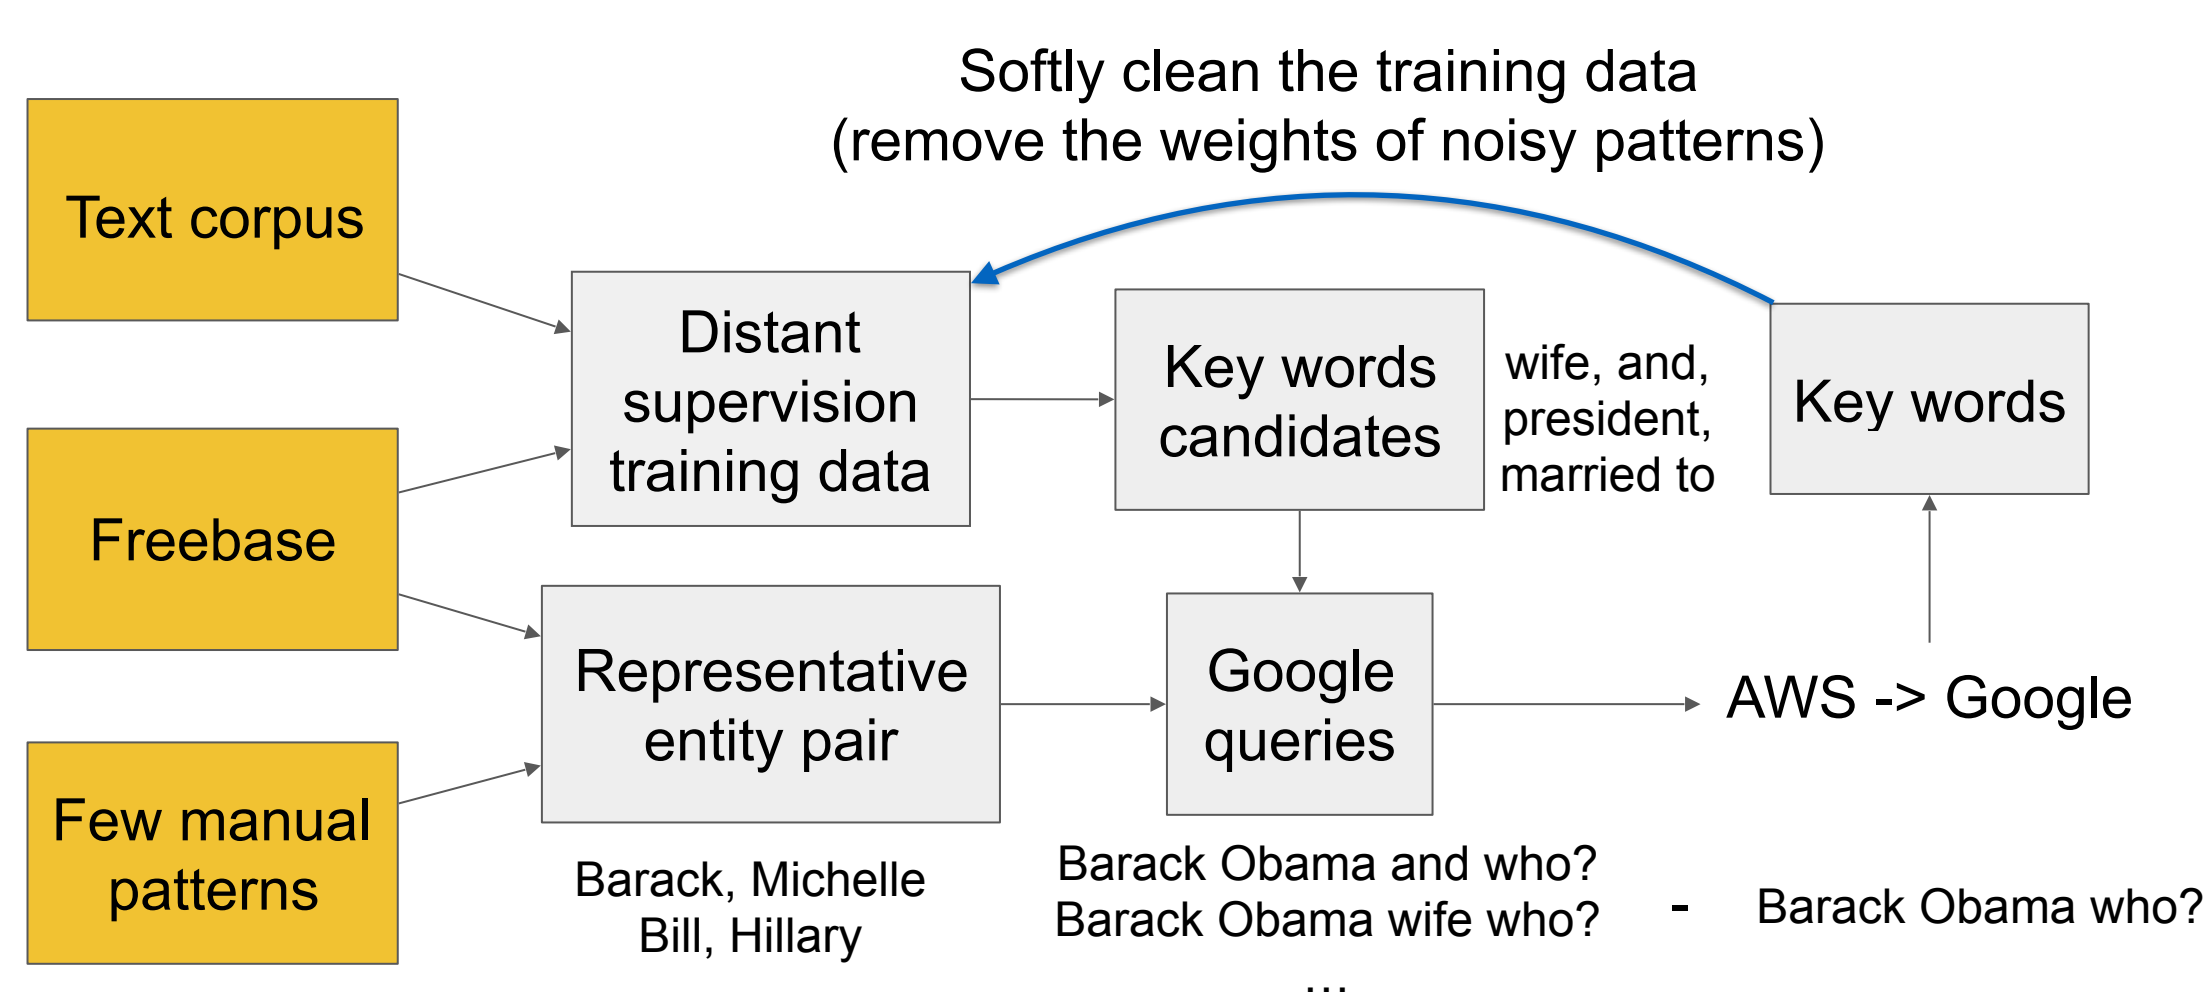 Softly clean the training data
(remove the weights of noisy patterns)
Text corpus
Distant
supervision
training data
Key words
candidates
wife, and,
president,
married to
Key words
Freebase
Representative
entity pair
Google
queries
AWS -> Google
Few manual
patterns
Barack, Michelle
Bill, Hillary
Barack Obama and who?
Barack Obama wife who?
...
-
Barack Obama who?